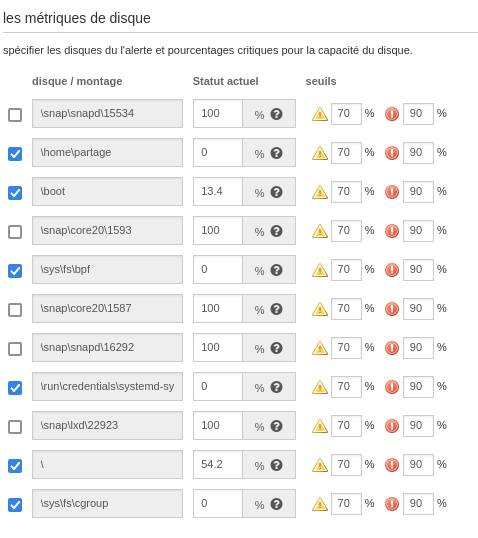 les métriques de disque
spécifier les disques du l'alerte et pourcentages critiques pour la capacité du disque.
disque / montage Statut actuel seuils
\snap\snapd\15534 100 % ? 70 % 90 %
\home\partage 0 % ? 70 % 90 %
\boot 13.4 % ? 70 % 90 %
\snap\core20\1593 100 % ? 70 % 90 %
\sys\fs\bpf 0 % ? 70 % 90 %
\snap\core20\1587 100 % ? 70 % 90 %
\snap\snapd\16292 100 % ? 70 % 90 %
\run\credentials\systemd-sy 0 % ? 70 % 90 %
\snap\lxd\22923 100 % ? 70 % 90 %
\ 54.2 % ? 70 % 90 %
\sys\fs\cgroup 0 % ? 70 % 90 %